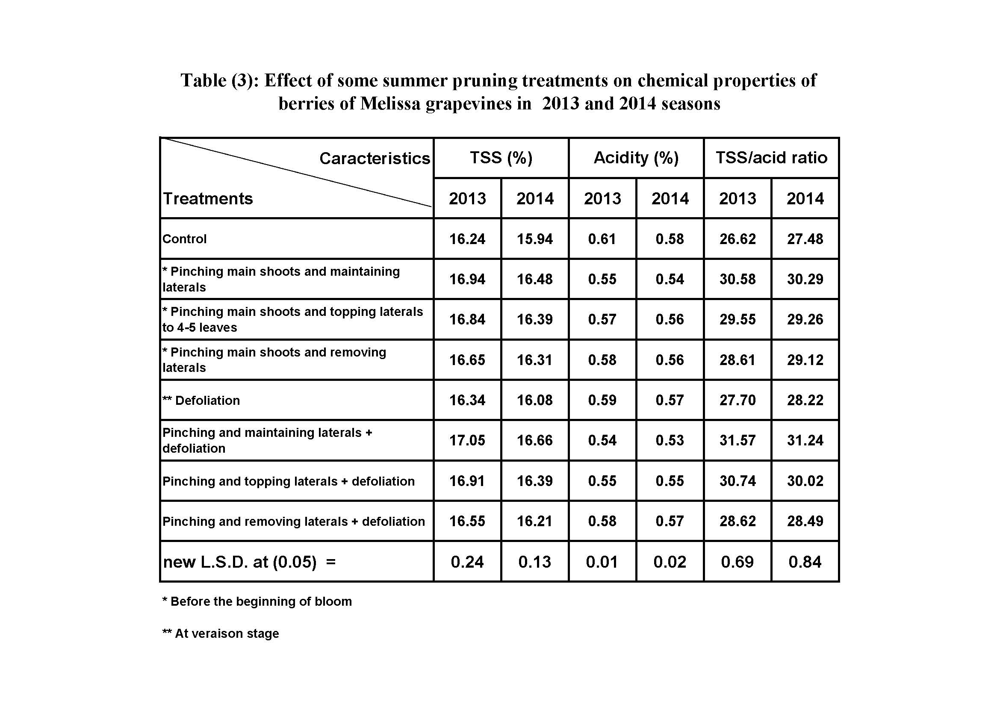 Table (3): Effect of some summer pruning treatments on chemical properties of
berries of Melissa grapevines in 2013 and 2014 seasons
Caracteristics TSS (%) Acidity (%) TSS/acid ratio
Treatments 2013 2014 2013 2014 2013 2014
Control 16.24 15.94 0.61 0.58 26.62 27.48
* Pinching main shoots and maintaining
laterals 16.94 16.48 0.55 0.54 30.58 30.29
* Pinching main shoots and topping laterals
to 4-5 leaves 16.84 16.39 0.57 0.56 29.55 29.26
* Pinching main shoots and removing
laterals 16.65 16.31 0.58 0.56 28.61 29.12
** Defoliation 16.34 16.08 0.59 0.57 27.70 28.22
Pinching and maintaining laterals +
defoliation 17.05 16.66 0.54 0.53 31.57 31.24
Pinching and topping laterals + defoliation 16.91 16.39 0.55 0.55 30.74 30.02
Pinching and removing laterals + defoliation 16.55 16.21 0.58 0.57 28.62 28.49
new L.S.D. at (0.05) = 0.24 0.13 0.01 0.02 0.69 0.84
* Before the beginning of bloom
** At veraison stage